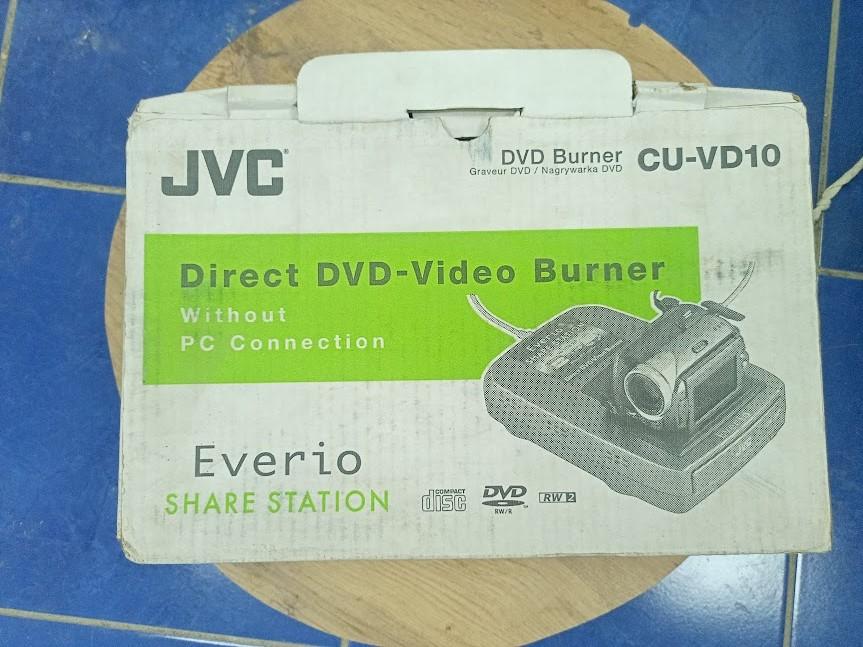 JVC®
DVD Burner CU-VD10
Graveur DVD / Nagrywarka DVD
Direct DVD-Video Burner
Without
PC Connection
Everio
SHARE STATION
COMPACT
disc
DVD
RW/R
RW 2
JVC